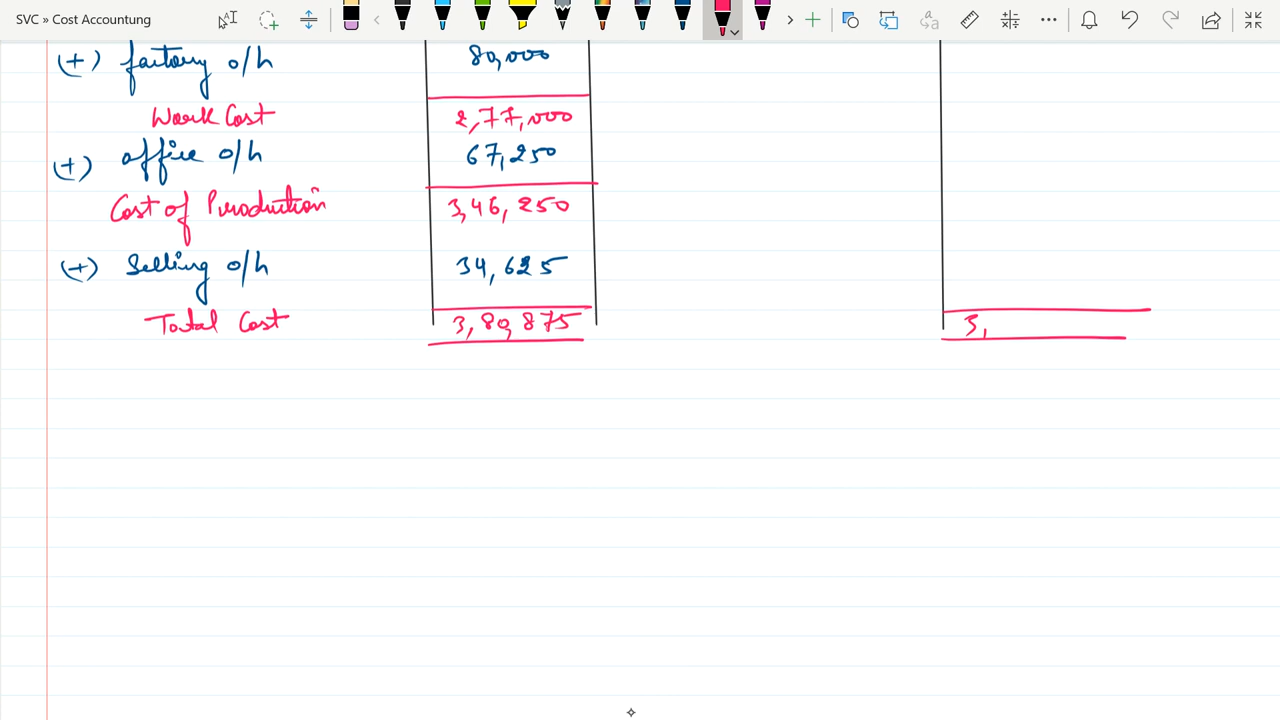 SVC » Cost Accountung
(+) factory o/h 80,000
Work Cost 2,77,000
(+) office o/h 67,250
Cost of Production 3,46,250
(+) Selling o/h 34,625
Total Cost 3,80,875 3,